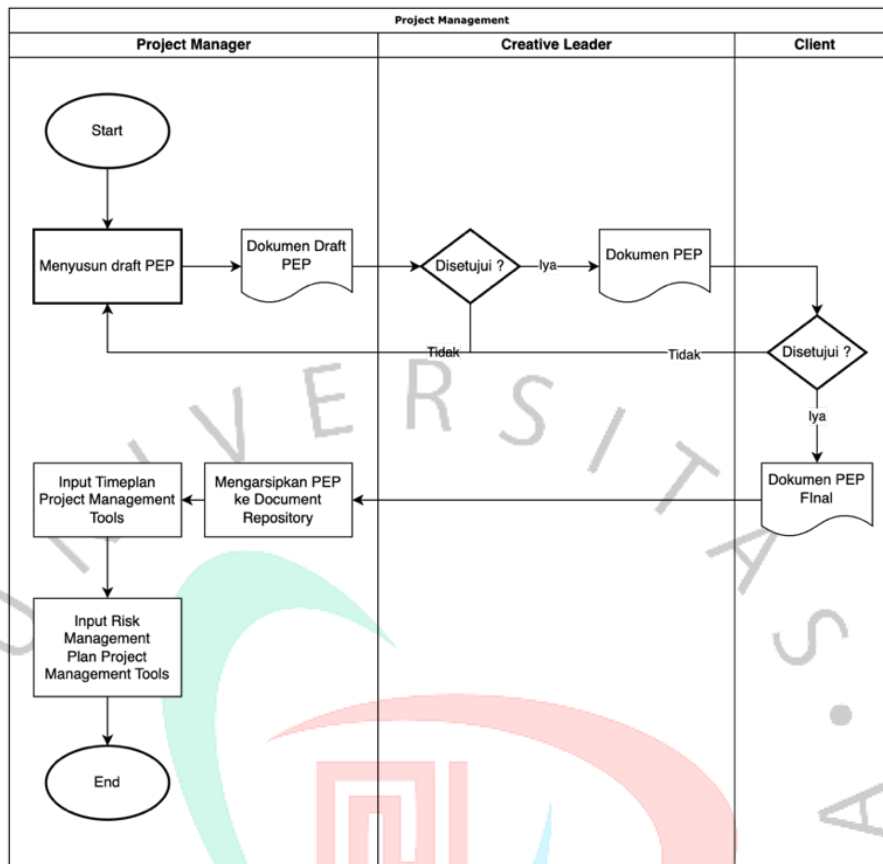 Project Management
Project Manager
Creative Leader
Client
Start
Menyusun draft PEP
Dokumen Draft
PEP
Disetujui ?
Iya
Dokumen PEP
Disetujui ?
Tidak
Tidak
Iya
Input Timeplan
Project Management
Tools
Mengarsipkan PEP
ke Document
Repository
Dokumen PEP
FInal
Input Risk
Management
Plan Project
Management Tools
End
UNIVERSITAS • A